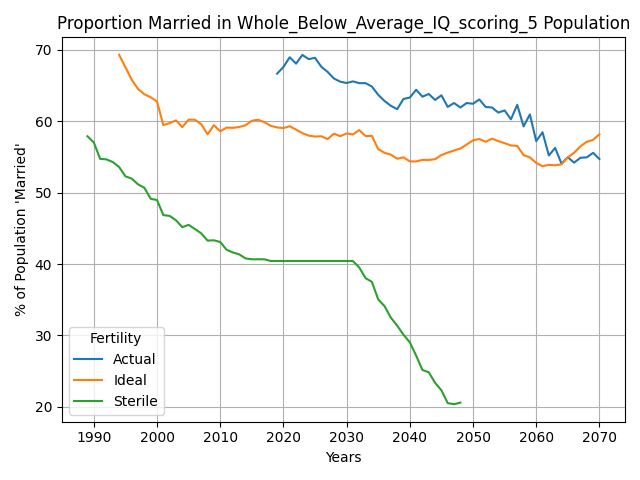 Proportion Married in Whole_Below_Average_IQ_scoring_5 Population
% of Population 'Married'
70
60
50
40
30
20
Fertility
Actual
Ideal
Sterile
1990 2000 2010 2020 2030 2040 2050 2060 2070
Years